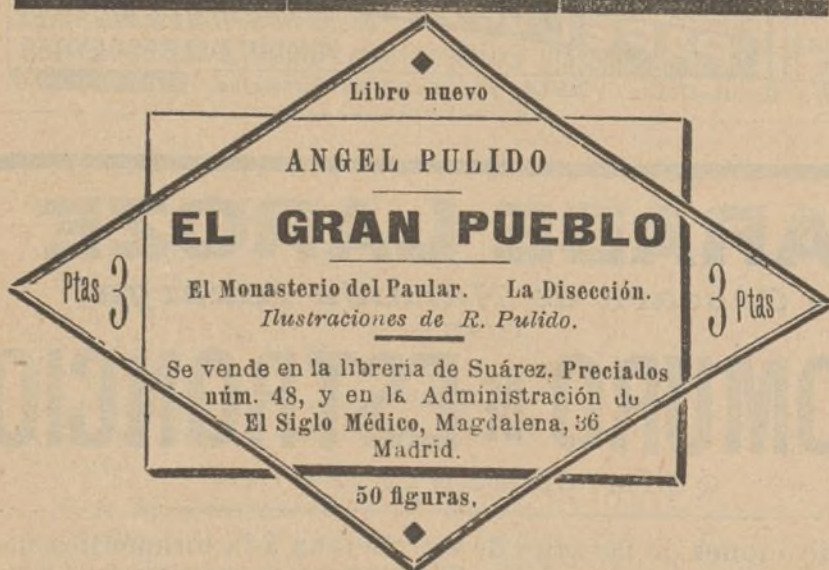 Libro nuevo
ANGEL PULIDO
EL GRAN PUEBLO
Ptas 3
El Monasterio del Paular. La Disección.
Ilustraciones de R. Pulido.
3 Ptas
Se vende en la libreria de Suárez. Preciados
núm. 48, y en la Administración de
El Siglo Médico, Magdalena, 36
Madrid.
50 figuras.